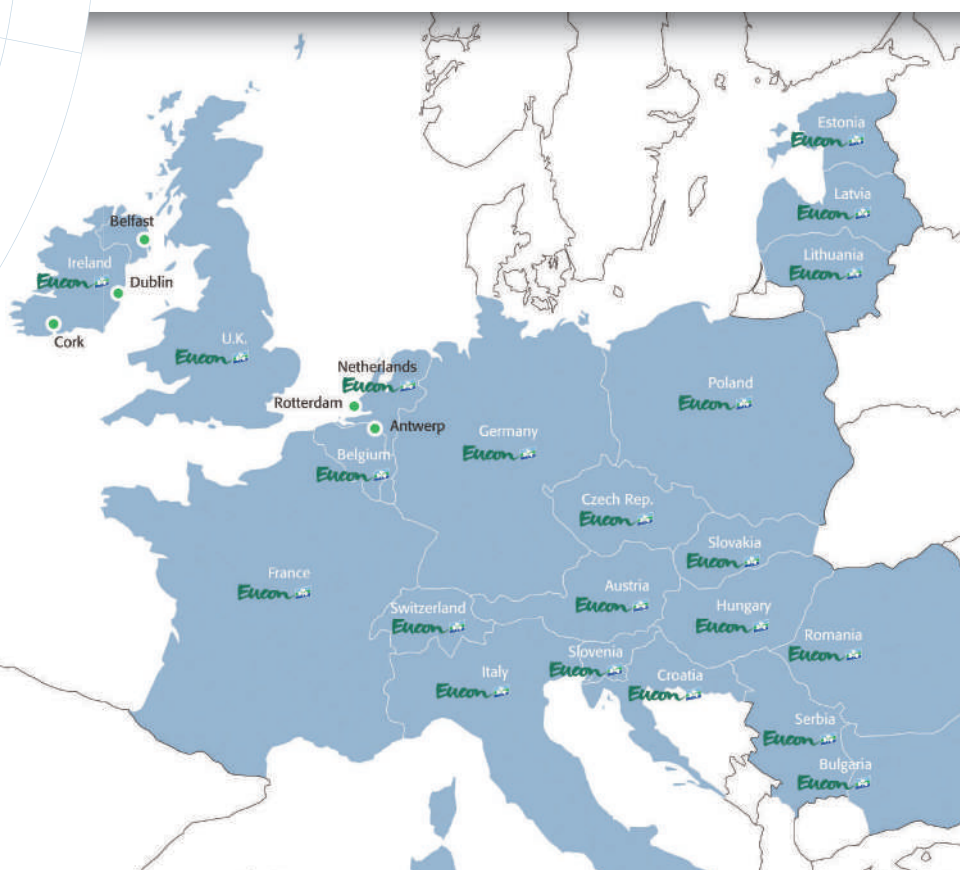 Estonia
Eucon
Latvia
Eucon
Belfast
Ireland
Eucon
Dublin
Lithuania
Eucon
Cork
U.K.
Eucon
Netherlands
Eucon
Rotterdam
Antwerp
Poland
Eucon
Germany
Eucon
Belgium
Eucon
Czech Rep.
Eucon
Slovakia
Eucon
France
Eucon
Austria
Eucon
Switzerland
Eucon
Hungary
Eucon
Romania
Eucon
Slovenia
Eucon
Italy
Eucon
Croatia
Eucon
Serbia
Eucon
Bulgaria
Eucon